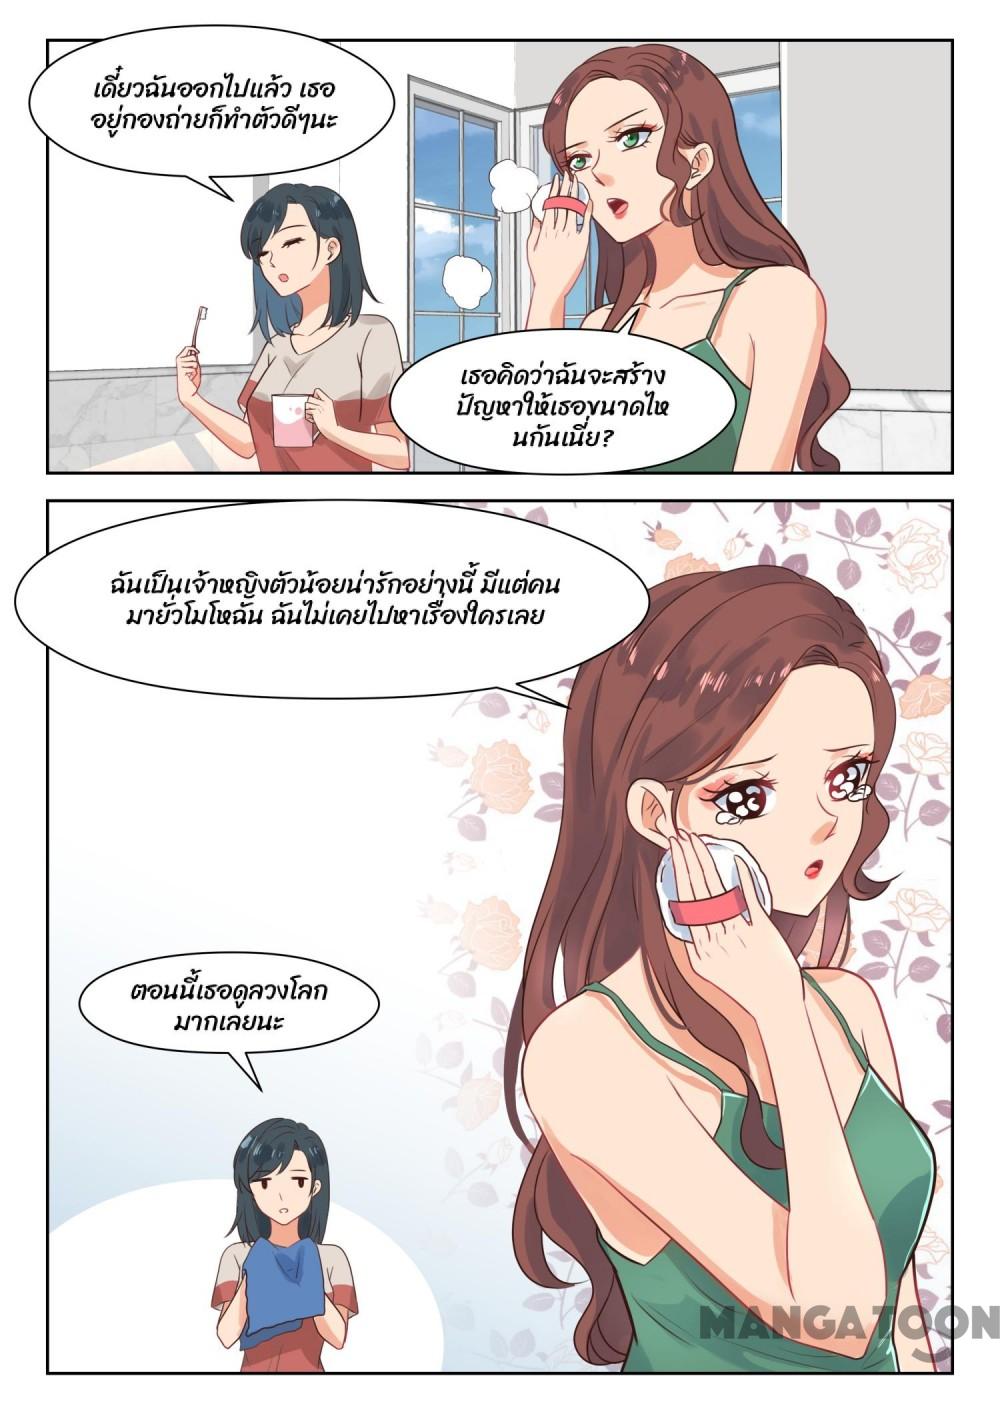 เดี๋ยวฉันออกไปแล้ว เธอ
อยู่กองถ่ายก็ทำตัวดีๆนะ
เธอคิดว่าฉันจะสร้าง
ปัญหาให้เธอขนาดไห
นกันเนี่ย?
ฉันเป็นเจ้าหญิงตัวน้อยน่ารักอย่างนี้ มีแต่คน
มายั่วโมโหฉัน ฉันไม่เคยไปหาเรื่องใครเลย
ตอนนี้เธอดูลวงโลก
มากเลยนะ
MANGATOON